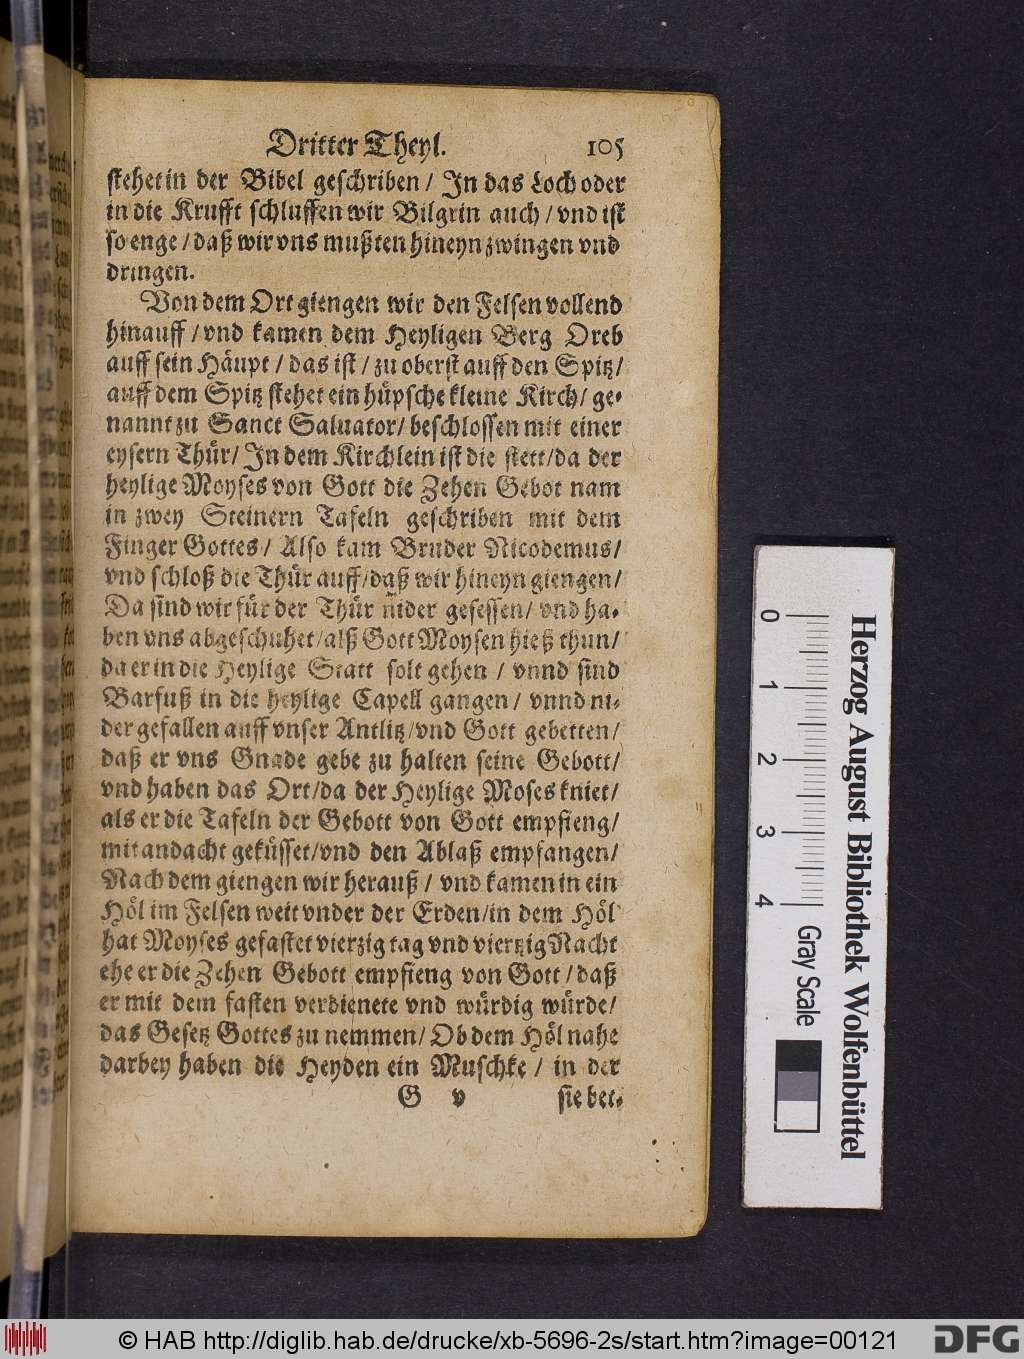 Dritter Theyl. 105
stehet in der Bibel geschriben / In das Loch oder
in die Krufft schluffen wir Bilgrin auch / vnd ist
so enge / daß wir vns mußten hineyn zwingen vnd
dringen.
Von dem Ort giengen wir den Felsen vollend
hinauff / vnd kamen dem Heyligen Berg Oreb
auff sein Häupt / das ist / zu oberst auff den Spitz /
auff dem Spitz stehet ein hüpsche kleine Kirch / ge-
nannt zu Sanct Saluator / beschlossen mit einer
eysern Thür / In dem Kirchlein ist die stett / da der
heylige Moyses von Gott die Zehen Gebot nam
in zwey Steinern Tafeln geschriben mit dem
Finger Gottes / Also kam Bruder Nicodemus /
vnd schloß die Thür auff / daß wir hineyn giengen /
Da sind wir für der Thür nider gesessen / vnd ha-
ben vns abgeschuhet / alß Gott Moysen hieß thun /
da er in die Heylige Statt solt gehen / vnnd sind
Barfuß in die heylige Capell gangen / vnnd ni-
der gefallen auff vnser Antlitz / vnd Gott gebetten /
daß er vns Gnade gebe zu halten seine Gebott /
vnd haben das Ort / da der Heylige Moses kniet /
als er die Tafeln der Gebott von Gott empfieng /
mit andacht geküsset / vnd den Ablaß empfangen /
Nach dem giengen wir herauß / vnd kamen in ein
Höl im Felsen weit vnder der Erden / in dem Höl
hat Moyses gefastet vierzig tag vnd viertzig Nacht
ehe er die Zehen Gebott empfieng von Gott / daß
er mit dem fasten verdienete vnd würdig würde /
das Gesetz Gottes zu nemmen / Ob dem Höl nahe
darbey haben die Heyden ein Muschke / in der
G v sie bet-
0 1 2 3 4 Gray Scale
Herzog August Bibliothek Wolfenbüttel
© HAB http://diglib.hab.de/drucke/xb-5696-2s/start.htm?image=00121 DFG